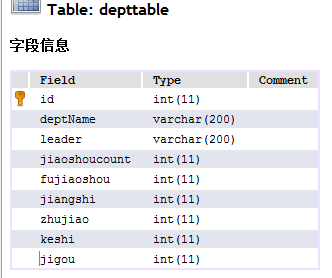 Table: depttable
字段信息
Field Type Comment
id int(11)
deptName varchar(200)
leader varchar(200)
jiaoshoucount int(11)
fujiaoshou int(11)
jiangshi int(11)
zhujiao int(11)
keshi int(11)
jigou int(11)